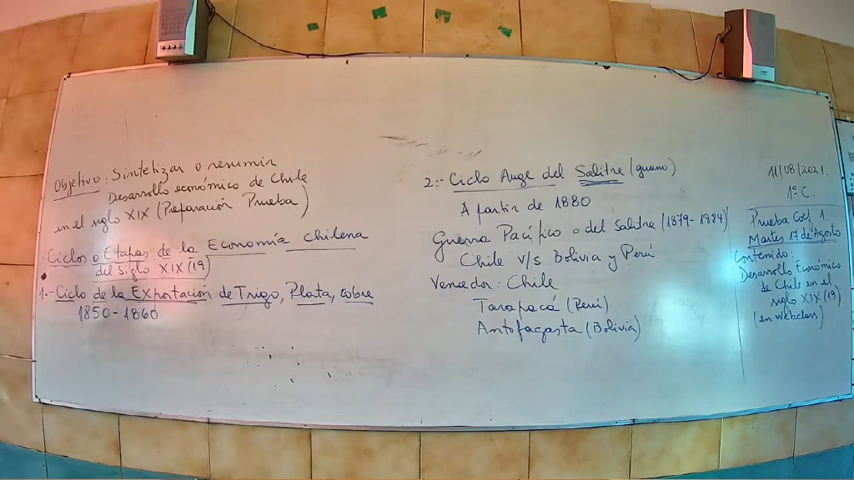 Objetivo: Sintetizar o resumir
Desarrollo económico de Chile
en el siglo XIX (Preparación Prueba)
Ciclos o Etapas de la Economía Chilena
del Siglo XIX (19)
1.- Ciclo de la Exportación de Trigo, Plata, cobre
1850-1860
2.- Ciclo Auge del Salitre (guano)
A partir de 1880
Guerra Pacífico o del Salitre (1879-1984)
Chile v/s Bolivia y Perú
Vencedor: Chile
Tarapacá (Perú)
Antofagasta (Bolivia)
11/08/2021.
1° C.
Prueba Coef 1.
Martes 17 de Agosto
Contenido:
Desarrollo Económico
de Chile en el
siglo XIX (19)
(en webclass)